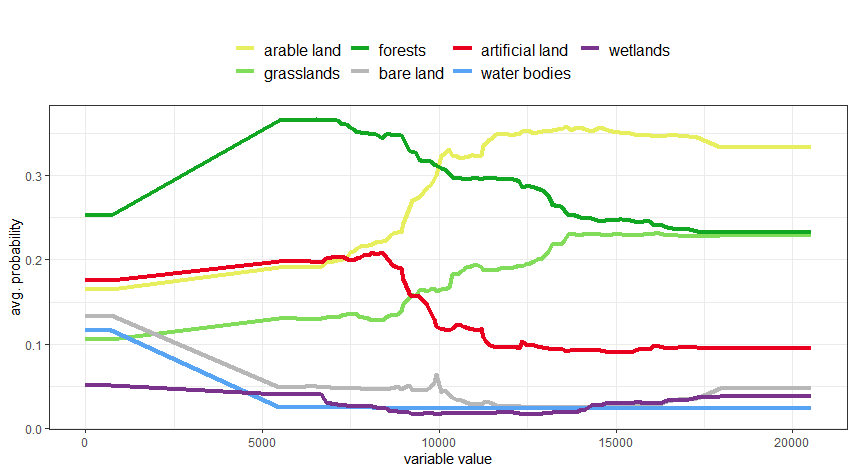 arable land forests artificial land wetlands
grasslands bare land water bodies
0.3
0.2
0.1
0.0
avg. probability
0 5000 10000 15000 20000
variable value